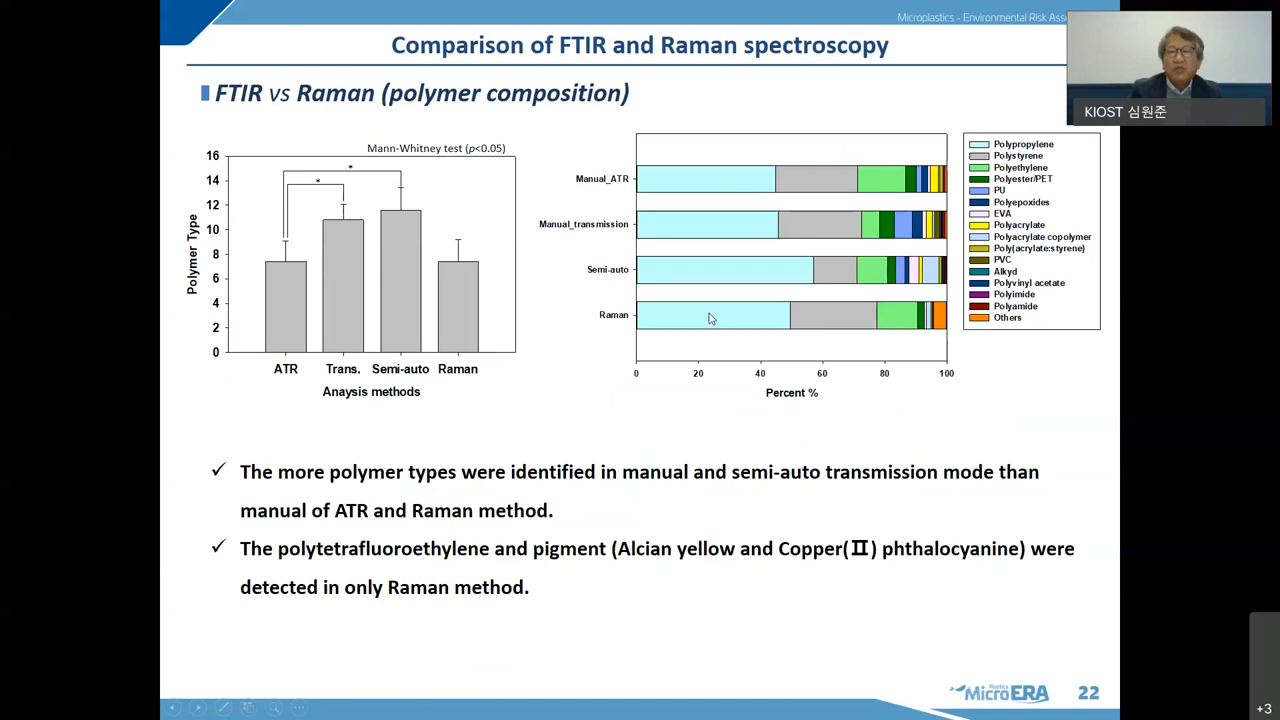 Microplastics - Environmental Risk Ass
Comparison of FTIR and Raman spectroscopy
KIOST 심원준
FTIR vs Raman (polymer composition)
Mann-Whitney test (p<0.05)
16
14
12
10
8
6
4
2
0
Polymer Type
*
*
ATR Trans. Semi-auto Raman
Anaysis methods
Manual_ATR
Manual_transmission
Semi-auto
Raman
0 20 40 60 80 100
Percent %
Polypropylene
Polystyrene
Polyethylene
Polyester/PET
PU
Polyepoxides
EVA
Polyacrylate
Polyacrylate copolymer
Poly(acrylate:styrene)
PVC
Alkyd
Polyvinyl acetate
Polyimide
Polyamide
Others
✓ The more polymer types were identified in manual and semi-auto transmission mode than
manual of ATR and Raman method.
✓ The polytetrafluoroethylene and pigment (Alcian yellow and Copper(Ⅱ) phthalocyanine) were
detected in only Raman method.
Plastics
MicroERA
22
+3